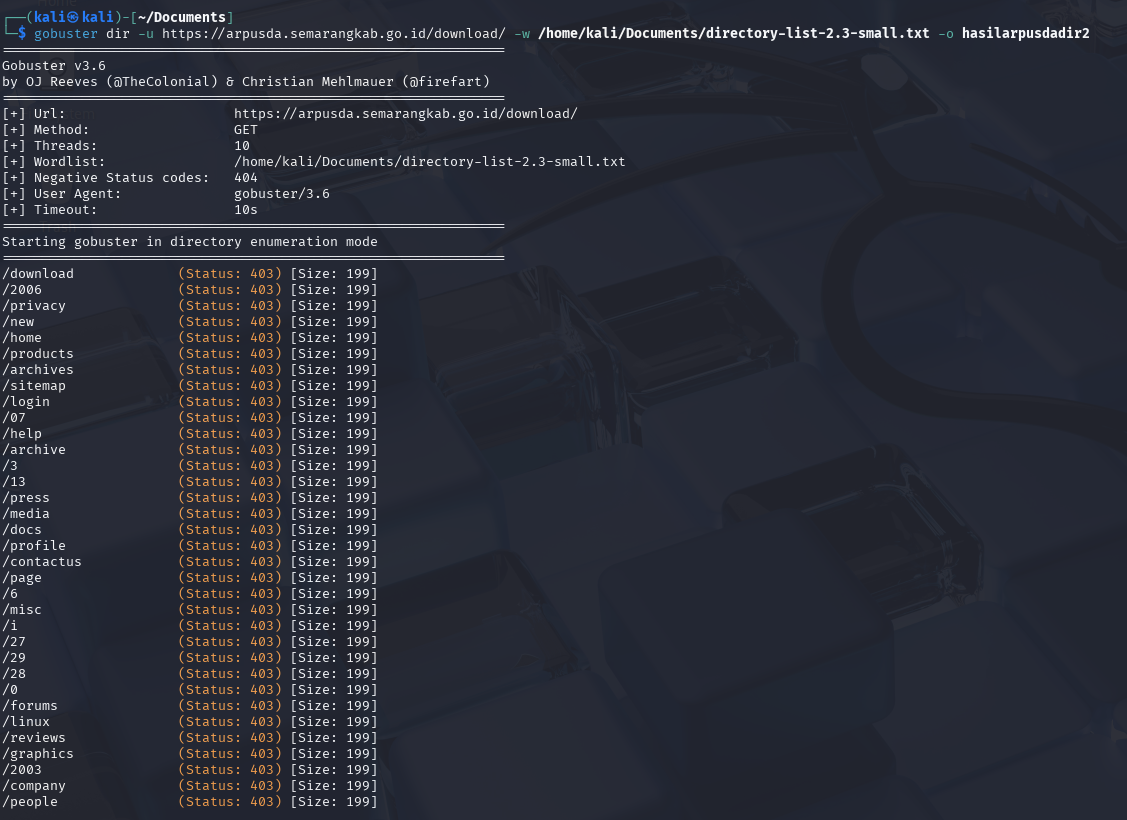 ┌──(kali㉿kali)-[~/Documents]
└─$ gobuster dir -u https://arpusda.semarangkab.go.id/download/ -w /home/kali/Documents/directory-list-2.3-small.txt -o hasilarpusdadir2
===============================================================
Gobuster v3.6
by OJ Reeves (@TheColonial) & Christian Mehlmauer (@firefart)
===============================================================
[+] Url:                     https://arpusda.semarangkab.go.id/download/
[+] Method:                  GET
[+] Threads:                 10
[+] Wordlist:                /home/kali/Documents/directory-list-2.3-small.txt
[+] Negative Status codes:   404
[+] User Agent:              gobuster/3.6
[+] Timeout:                 10s
===============================================================
Starting gobuster in directory enumeration mode
===============================================================
/download             (Status: 403) [Size: 199]
/2006                 (Status: 403) [Size: 199]
/privacy              (Status: 403) [Size: 199]
/new                  (Status: 403) [Size: 199]
/home                 (Status: 403) [Size: 199]
/products             (Status: 403) [Size: 199]
/archives             (Status: 403) [Size: 199]
/sitemap              (Status: 403) [Size: 199]
/login                (Status: 403) [Size: 199]
/07                   (Status: 403) [Size: 199]
/help                 (Status: 403) [Size: 199]
/archive              (Status: 403) [Size: 199]
/3                    (Status: 403) [Size: 199]
/13                   (Status: 403) [Size: 199]
/press                (Status: 403) [Size: 199]
/media                (Status: 403) [Size: 199]
/docs                 (Status: 403) [Size: 199]
/profile              (Status: 403) [Size: 199]
/contactus            (Status: 403) [Size: 199]
/page                 (Status: 403) [Size: 199]
/6                    (Status: 403) [Size: 199]
/misc                 (Status: 403) [Size: 199]
/i                    (Status: 403) [Size: 199]
/27                   (Status: 403) [Size: 199]
/29                   (Status: 403) [Size: 199]
/28                   (Status: 403) [Size: 199]
/0                    (Status: 403) [Size: 199]
/forums               (Status: 403) [Size: 199]
/linux                (Status: 403) [Size: 199]
/reviews              (Status: 403) [Size: 199]
/graphics             (Status: 403) [Size: 199]
/2003                 (Status: 403) [Size: 199]
/company              (Status: 403) [Size: 199]
/people               (Status: 403) [Size: 199]